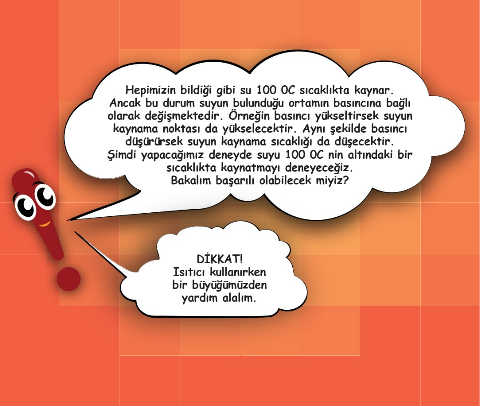 Hepimizin bildiği gibi su 100 0C sıcaklıkta kaynar.
Ancak bu durum suyun bulunduğu ortamın basıncına bağlı
olarak değişmektedir. Örneğin basıncı yükseltirsek suyun
kaynama noktası da yükselecektir. Aynı şekilde basıncı
düşürürsek suyun kaynama sıcaklığı da düşecektir.
Şimdi yapacağımız deneyde suyu 100 0C nin altındaki bir
sıcaklıkta kaynatmayı deneyeceğiz.
Bakalım başarılı olabilecek miyiz?
DİKKAT!
Isıtıcı kullanırken
bir büyüğümüzden
yardım alalım.